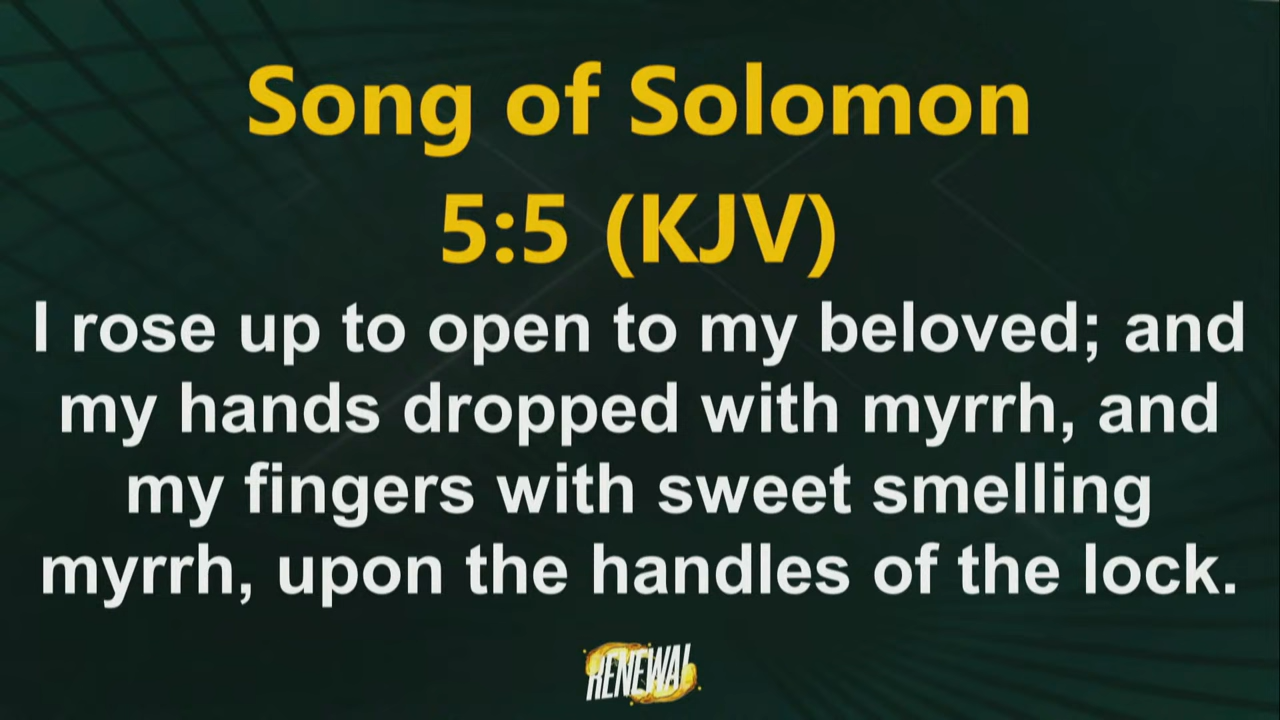 Song of Solomon
5:5 (KJV)
I rose up to open to my beloved; and
my hands dropped with myrrh, and
my fingers with sweet smelling
myrrh, upon the handles of the lock.
RENEWAL